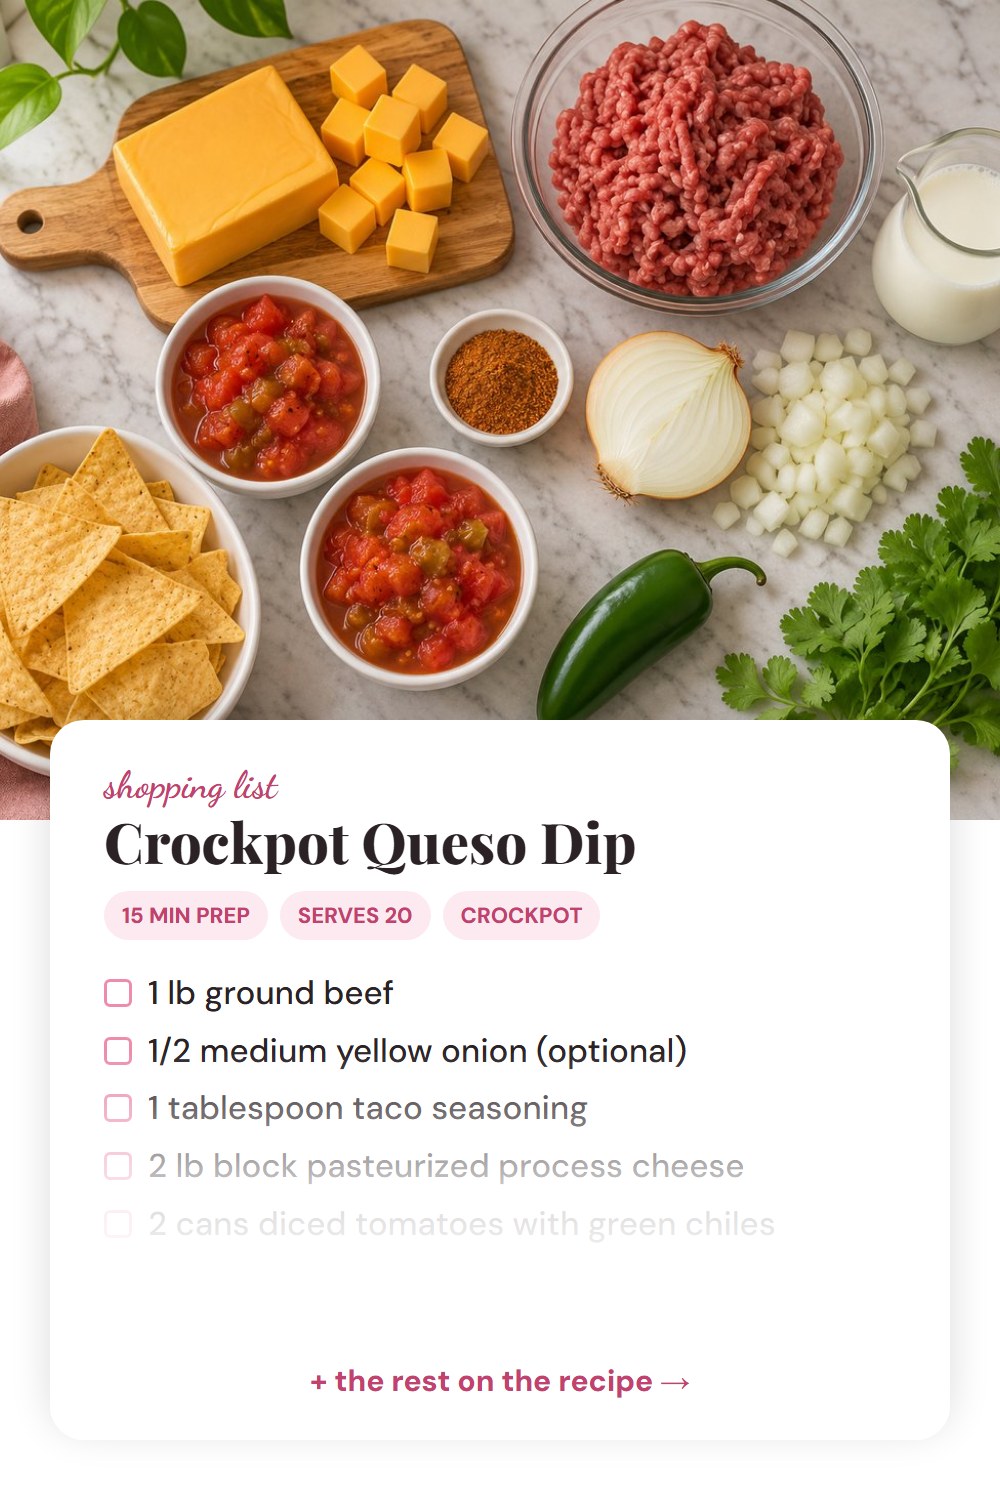 shopping list
Crockpot Queso Dip
15 MIN PREP SERVES 20 CROCKPOT
1 lb ground beef
1/2 medium yellow onion (optional)
1 tablespoon taco seasoning
2 lb block pasteurized process cheese
2 cans diced tomatoes with green chiles
+ the rest on the recipe →